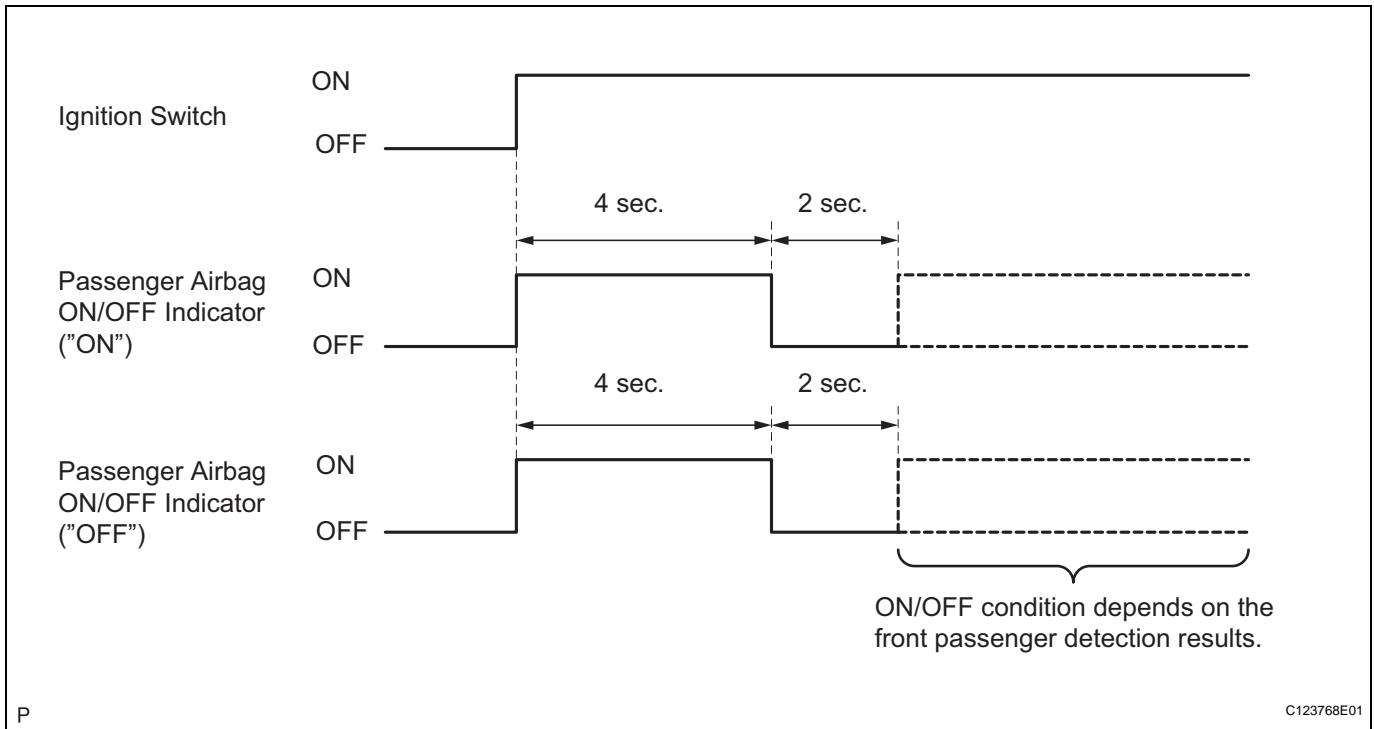 ON
Ignition Switch
OFF
4 sec. 2 sec.
Passenger Airbag
ON/OFF Indicator
(”ON”)
ON
OFF
4 sec. 2 sec.
Passenger Airbag
ON/OFF Indicator
(”OFF”)
ON
OFF
ON/OFF condition depends on the
front passenger detection results.
P
C123768E01